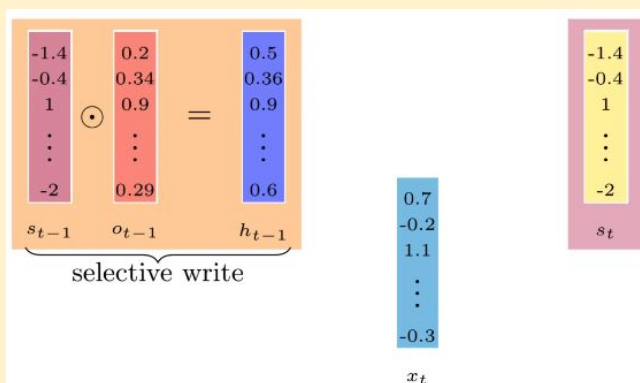 -1.4 0.2 0.5 -1.4
-0.4 0.34 0.36 -0.4
1 ⊙ 0.9 = 0.9 1
⋮ ⋮ ⋮ ⋮
-2 0.29 0.6 -2
s_{t−1} o_{t−1} h_{t−1} s_t
selective write
0.7
-0.2
1.1
⋮
-0.3
x_t